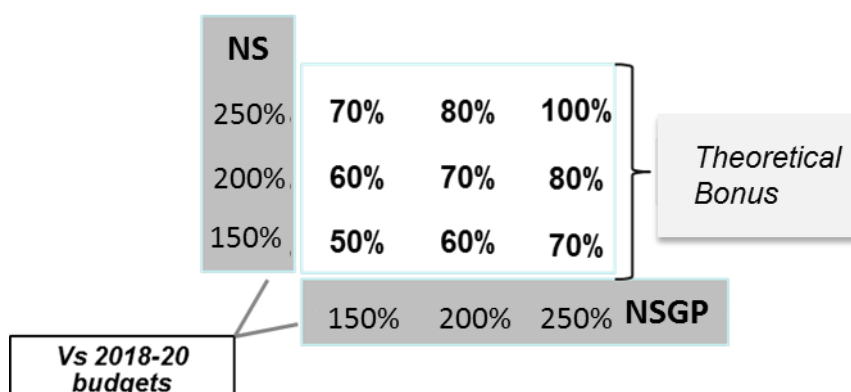 NS
250% 70% 80% 100%
200% 60% 70% 80%
150% 50% 60% 70%
Theoretical
Bonus
150% 200% 250% NSGP
Vs 2018-20
budgets